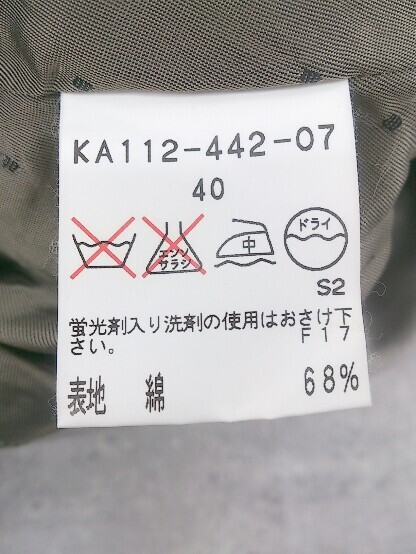 KA112-442-07
40
エンソ
サラシ
中
ドライ
S2
蛍光剤入り洗剤の使用はおさけ下
さい。
F17
表地 綿 68%